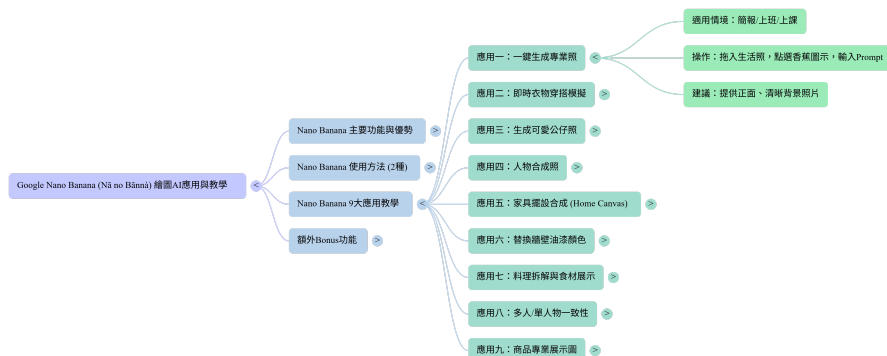 Google Nano Banana (Nā no Bānnà) 繪圖AI應用與教學
<
Nano Banana 主要功能與優勢
>
Nano Banana 使用方法 (2種)
>
Nano Banana 9大應用教學
<
額外Bonus功能
>
應用一：一鍵生成專業照
<
適用情境：簡報/上班/上課
操作：拖入生活照，點選香蕉圖示，輸入Prompt
建議：提供正面、清晰背景照片
應用二：即時衣物穿搭模擬
>
應用三：生成可愛公仔照
>
應用四：人物合成照
>
應用五：家具擺設合成 (Home Canvas)
>
應用六：替換牆壁油漆顏色
>
應用七：料理拆解與食材展示
>
應用八：多人/單人物一致性
>
應用九：商品專業展示圖
>